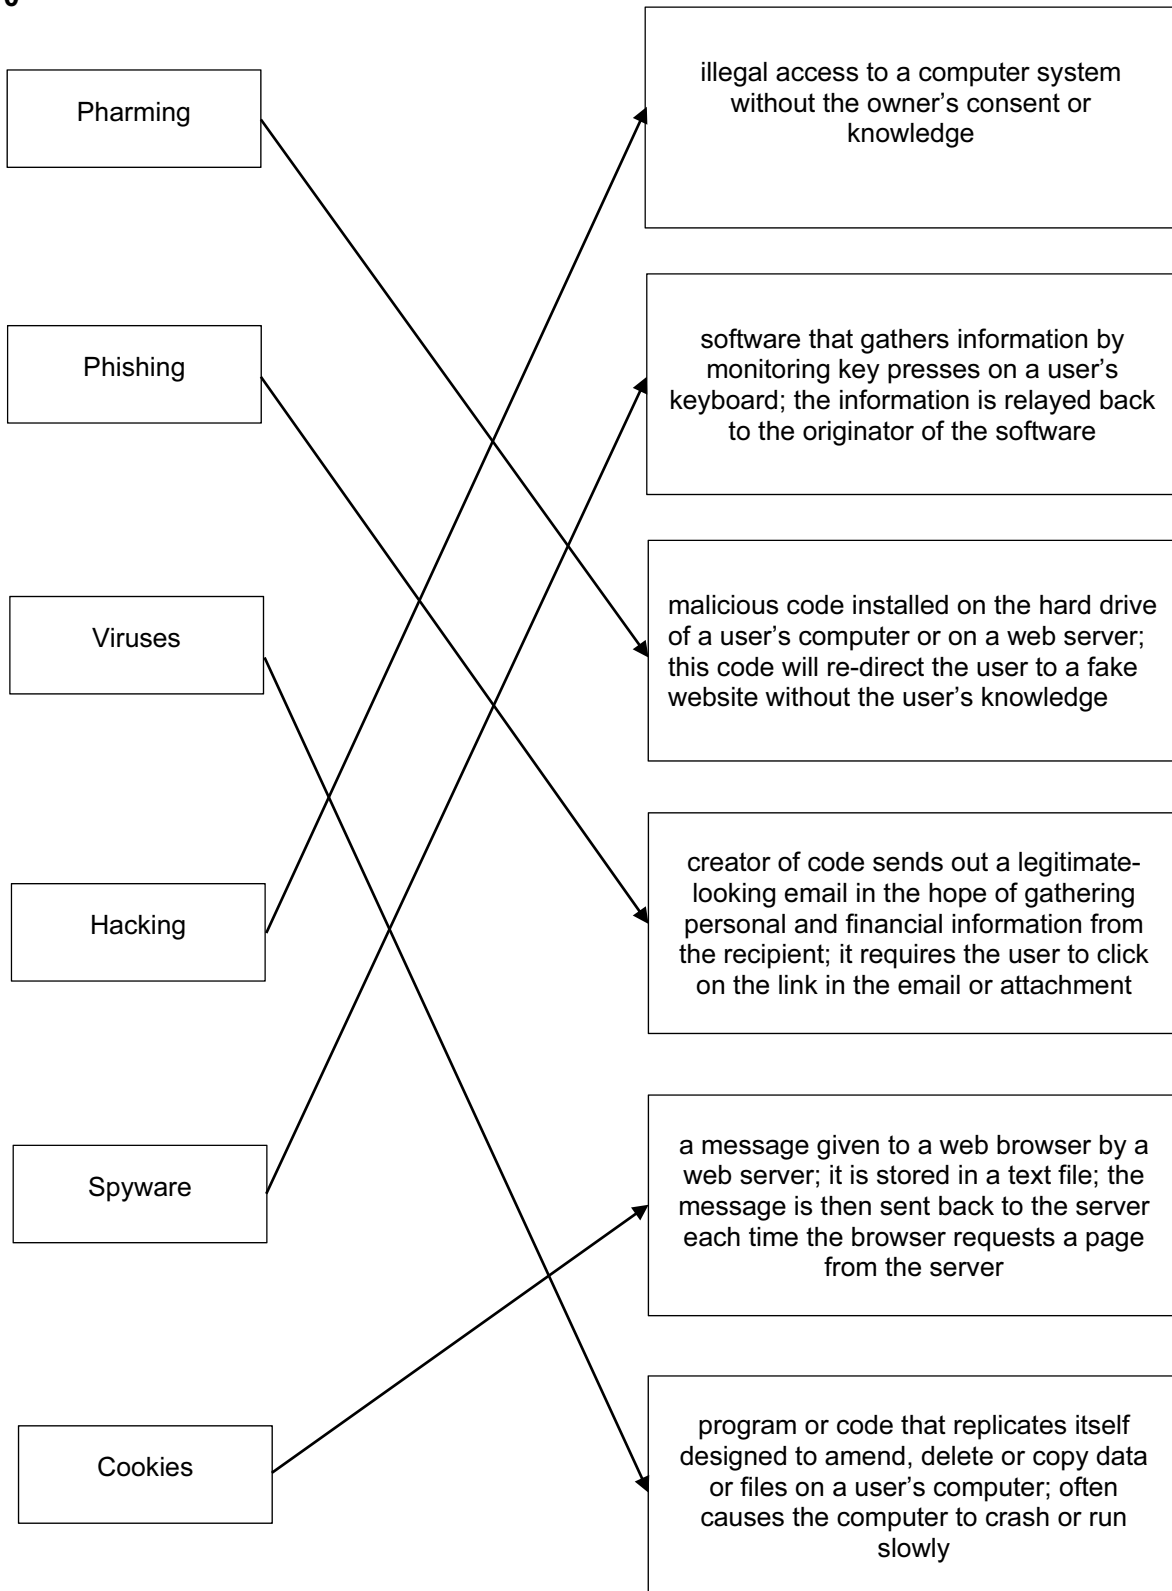 Pharming
illegal access to a computer system
without the owner’s consent or
knowledge
Phishing
software that gathers information by
monitoring key presses on a user’s
keyboard; the information is relayed back
to the originator of the software
Viruses
malicious code installed on the hard drive
of a user’s computer or on a web server;
this code will re-direct the user to a fake
website without the user’s knowledge
Hacking
creator of code sends out a legitimate-
looking email in the hope of gathering
personal and financial information from
the recipient; it requires the user to click
on the link in the email or attachment
Spyware
a message given to a web browser by a
web server; it is stored in a text file; the
message is then sent back to the server
each time the browser requests a page
from the server
Cookies
program or code that replicates itself
designed to amend, delete or copy data
or files on a user’s computer; often
causes the computer to crash or run
slowly